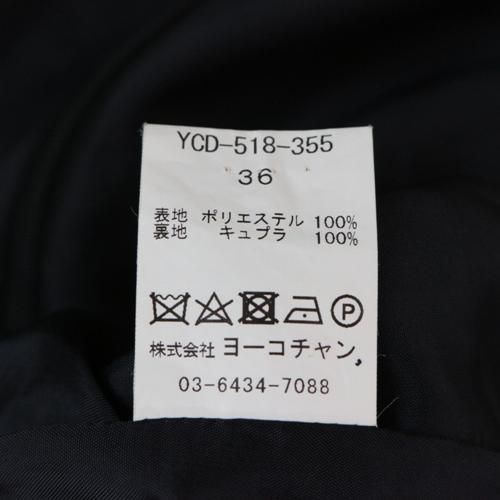 YCD-518-355
36
表地 ポリエステル 100%
裏地 キュプラ 100%
P
株式会社 ヨーコチャン,
03-6434-7088